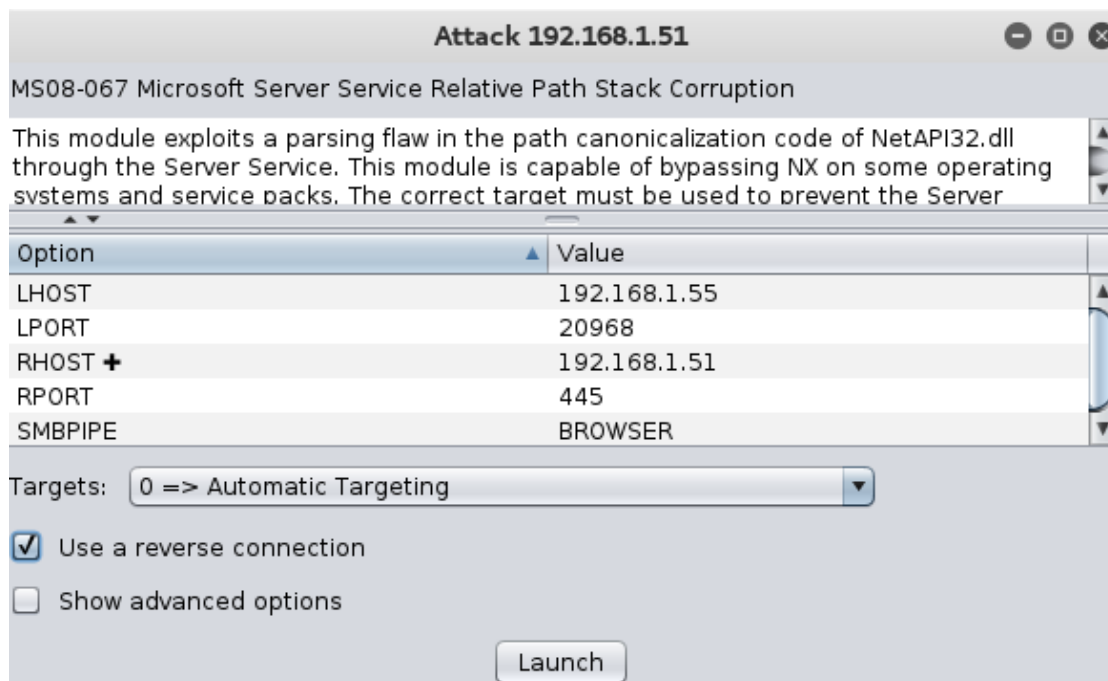 Attack 192.168.1.51
MS08-067 Microsoft Server Service Relative Path Stack Corruption
This module exploits a parsing flaw in the path canonicalization code of NetAPI32.dll
through the Server Service. This module is capable of bypassing NX on some operating
systems and service packs. The correct target must be used to prevent the Server
Option Value
LHOST 192.168.1.55
LPORT 20968
RHOST + 192.168.1.51
RPORT 445
SMBPIPE BROWSER
Targets: 0 => Automatic Targeting
Use a reverse connection
Show advanced options
Launch